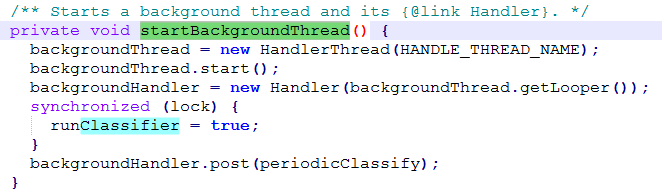 /** Starts a background thread and its {@link Handler}. */
private void startBackgroundThread() {
backgroundThread = new HandlerThread(HANDLE_THREAD_NAME);
backgroundThread.start();
backgroundHandler = new Handler(backgroundThread.getLooper());
synchronized (lock) {
runClassifier = true;
}
backgroundHandler.post(periodicClassify);
}